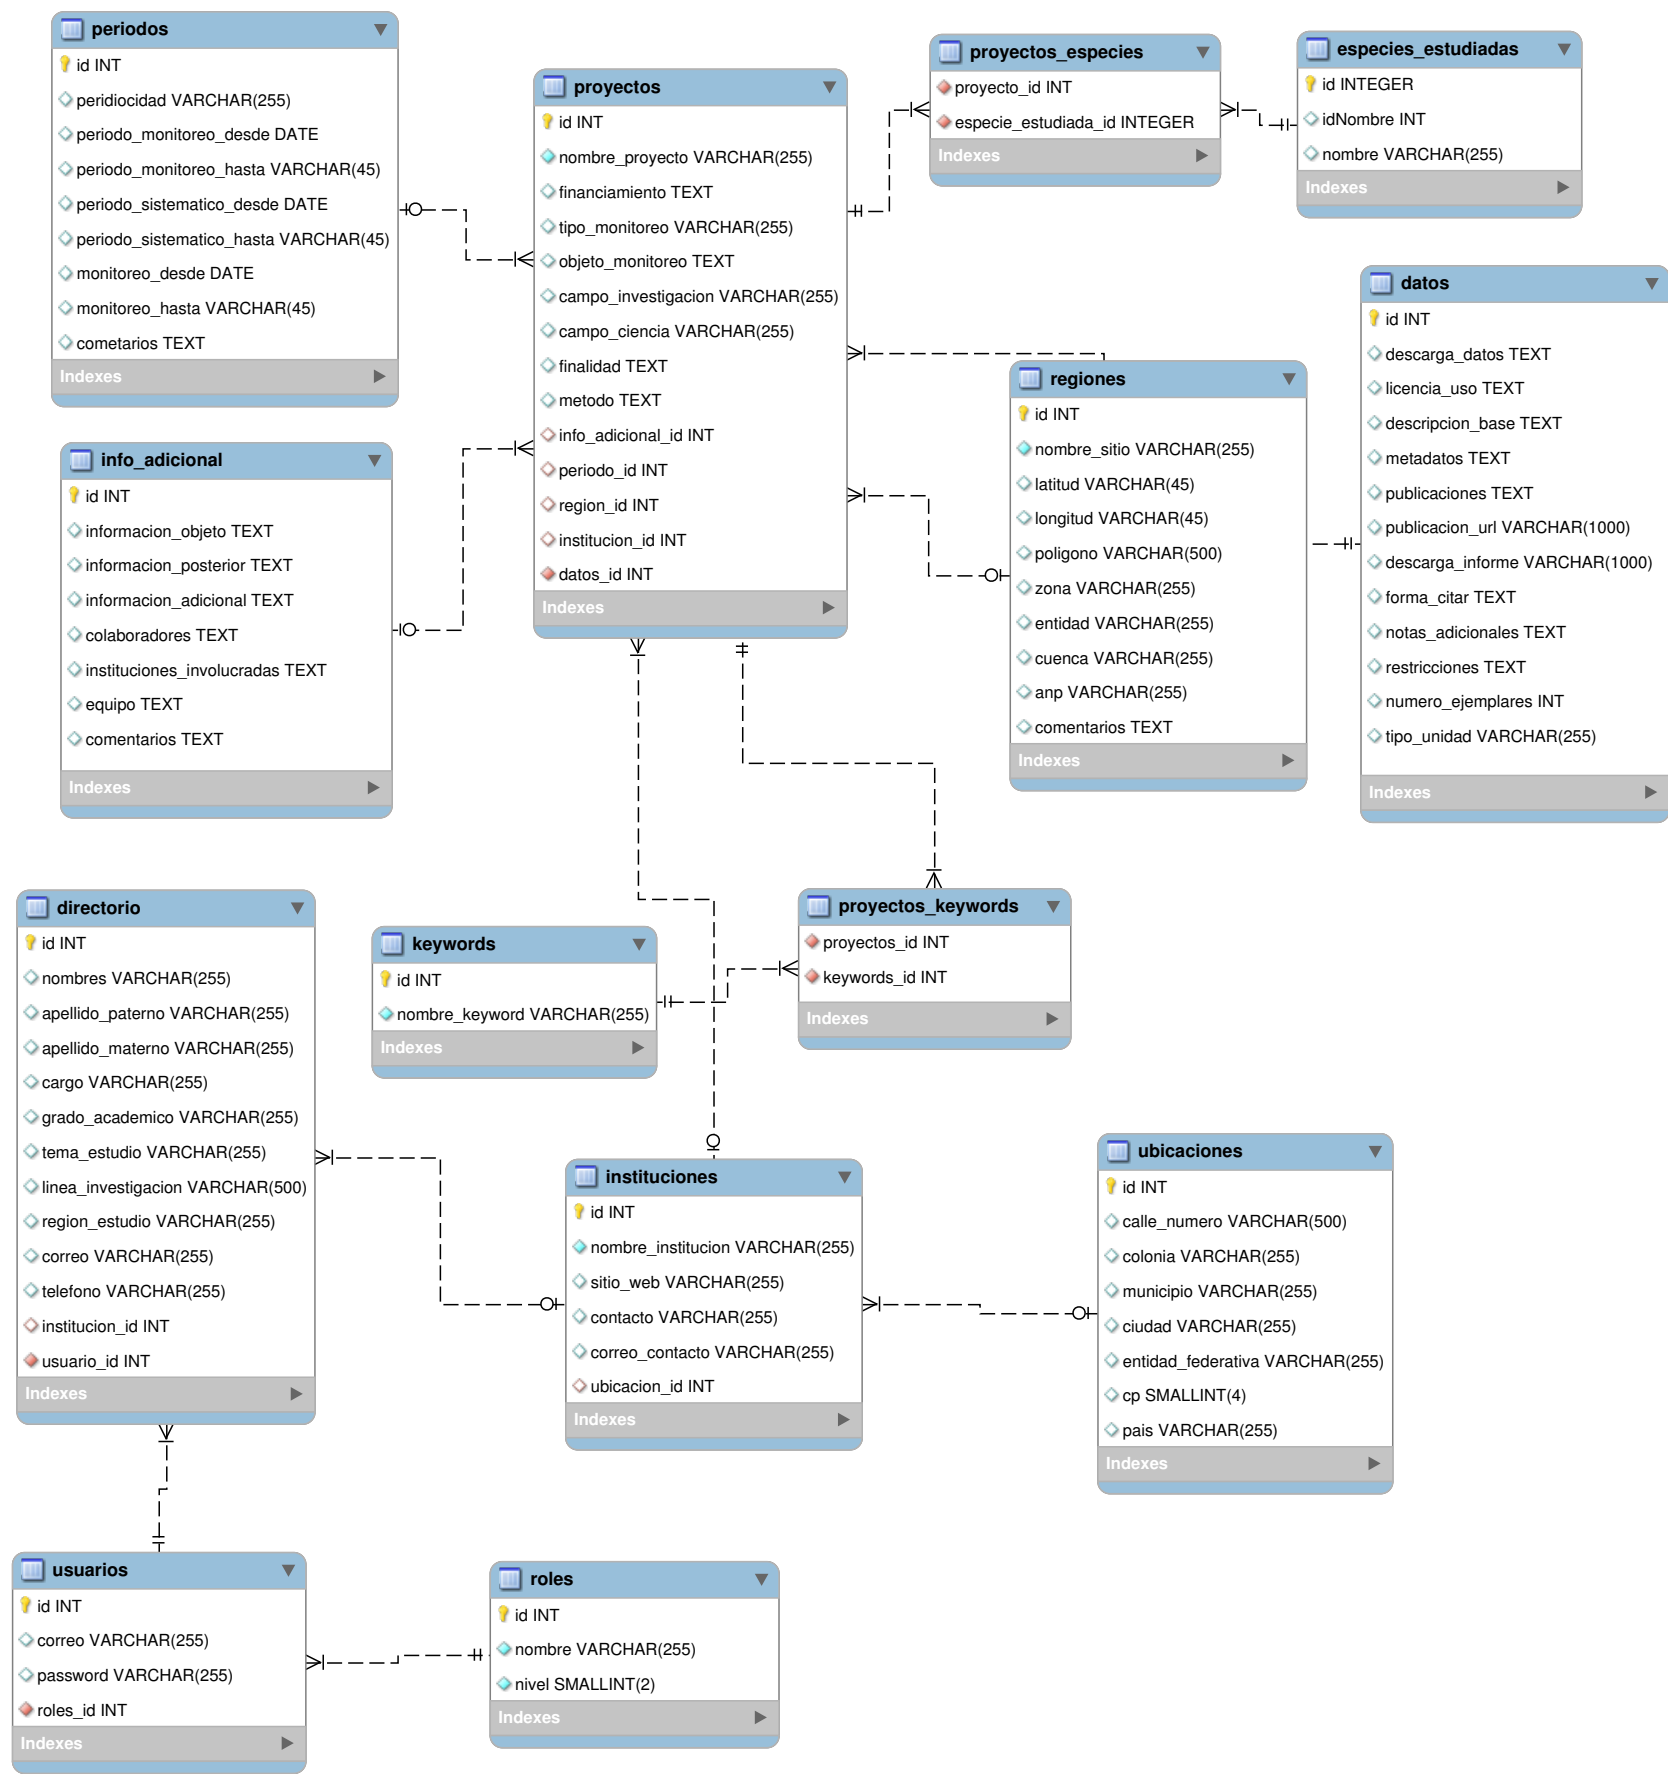 periodos
id INT
peridiocidad VARCHAR(255)
periodo_monitoreo_desde DATE
periodo_monitoreo_hasta VARCHAR(45)
periodo_sistematico_desde DATE
periodo_sistematico_hasta VARCHAR(45)
monitoreo_desde DATE
monitoreo_hasta VARCHAR(45)
cometarios TEXT
Indexes
proyectos
id INT
nombre_proyecto VARCHAR(255)
financiamiento TEXT
tipo_monitoreo VARCHAR(255)
objeto_monitoreo TEXT
campo_investigacion VARCHAR(255)
campo_ciencia VARCHAR(255)
finalidad TEXT
metodo TEXT
info_adicional_id INT
periodo_id INT
region_id INT
institucion_id INT
datos_id INT
Indexes
proyectos_especies
proyecto_id INT
especie_estudiada_id INTEGER
Indexes
especies_estudiadas
id INTEGER
idNombre INT
nombre VARCHAR(255)
Indexes
datos
id INT
descarga_datos TEXT
licencia_uso TEXT
descripcion_base TEXT
metadatos TEXT
publicaciones TEXT
publicacion_url VARCHAR(1000)
descarga_informe VARCHAR(1000)
forma_citar TEXT
notas_adicionales TEXT
restricciones TEXT
numero_ejemplares INT
tipo_unidad VARCHAR(255)
Indexes
regiones
id INT
nombre_sitio VARCHAR(255)
latitud VARCHAR(45)
longitud VARCHAR(45)
poligono VARCHAR(500)
zona VARCHAR(255)
entidad VARCHAR(255)
cuenca VARCHAR(255)
anp VARCHAR(255)
comentarios TEXT
Indexes
info_adicional
id INT
informacion_objeto TEXT
informacion_posterior TEXT
informacion_adicional TEXT
colaboradores TEXT
instituciones_involucradas TEXT
equipo TEXT
comentarios TEXT
Indexes
directorio
id INT
nombres VARCHAR(255)
apellido_paterno VARCHAR(255)
apellido_materno VARCHAR(255)
cargo VARCHAR(255)
grado_academico VARCHAR(255)
tema_estudio VARCHAR(255)
linea_investigacion VARCHAR(500)
region_estudio VARCHAR(255)
correo VARCHAR(255)
telefono VARCHAR(255)
institucion_id INT
usuario_id INT
Indexes
keywords
id INT
nombre_keyword VARCHAR(255)
Indexes
proyectos_keywords
proyectos_id INT
keywords_id INT
Indexes
instituciones
id INT
nombre_institucion VARCHAR(255)
sitio_web VARCHAR(255)
contacto VARCHAR(255)
correo_contacto VARCHAR(255)
ubicacion_id INT
Indexes
ubicaciones
id INT
calle_numero VARCHAR(500)
colonia VARCHAR(255)
municipio VARCHAR(255)
ciudad VARCHAR(255)
entidad_federativa VARCHAR(255)
cp SMALLINT(4)
pais VARCHAR(255)
Indexes
usuarios
id INT
correo VARCHAR(255)
password VARCHAR(255)
roles_id INT
Indexes
roles
id INT
nombre VARCHAR(255)
nivel SMALLINT(2)
Indexes